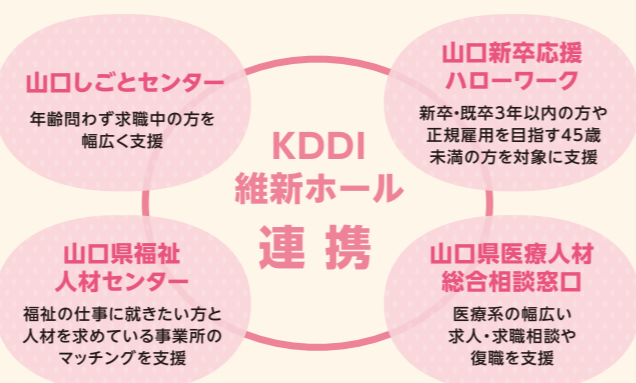 山口しごとセンター
年齢問わず求職中の方を
幅広く支援
山口新卒応援
ハローワーク
新卒・既卒3年以内の方や
正規雇用を目指す45歳
未満の方を対象に支援
KDDI
維新ホール
連携
山口県福祉
人材センター
福祉の仕事に就きたい方と
人材を求めている事業所の
マッチングを支援
山口県医療人材
総合相談窓口
医療系の幅広い
求人・求職相談や
復職を支援